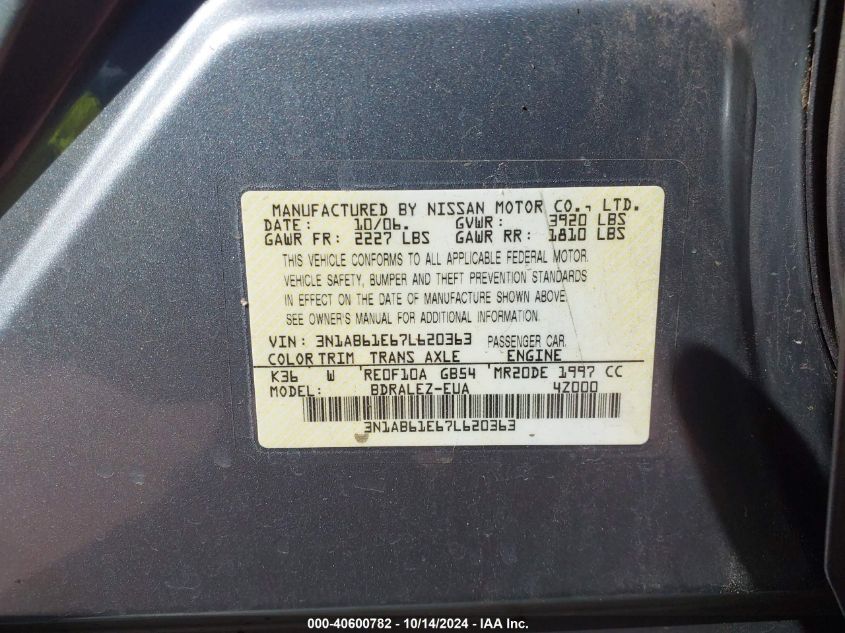 MANUFACTURED BY NISSAN MOTOR CO., LTD.
DATE: 10/06. GVWR: 3920 LBS
GAWR FR: 2227 LBS GAWR RR: 1810 LBS
THIS VEHICLE CONFORMS TO ALL APPLICABLE FEDERAL MOTOR
VEHICLE SAFETY, BUMPER AND THEFT PREVENTION STANDARDS
IN EFFECT ON THE DATE OF MANUFACTURE SHOWN ABOVE.
SEE OWNER'S MANUAL FOR ADDITIONAL INFORMATION.
VIN: 3N1AB61E67L620363 PASSENGER CAR
COLOR TRIM TRANS AXLE ENGINE
K36 W RE0F10A GB54 MR20DE 1997 CC
MODEL: BDRALEZ-EUA 4Z000
3N1AB61E67L620363
000-40600782 - 10/14/2024 - IAA Inc.